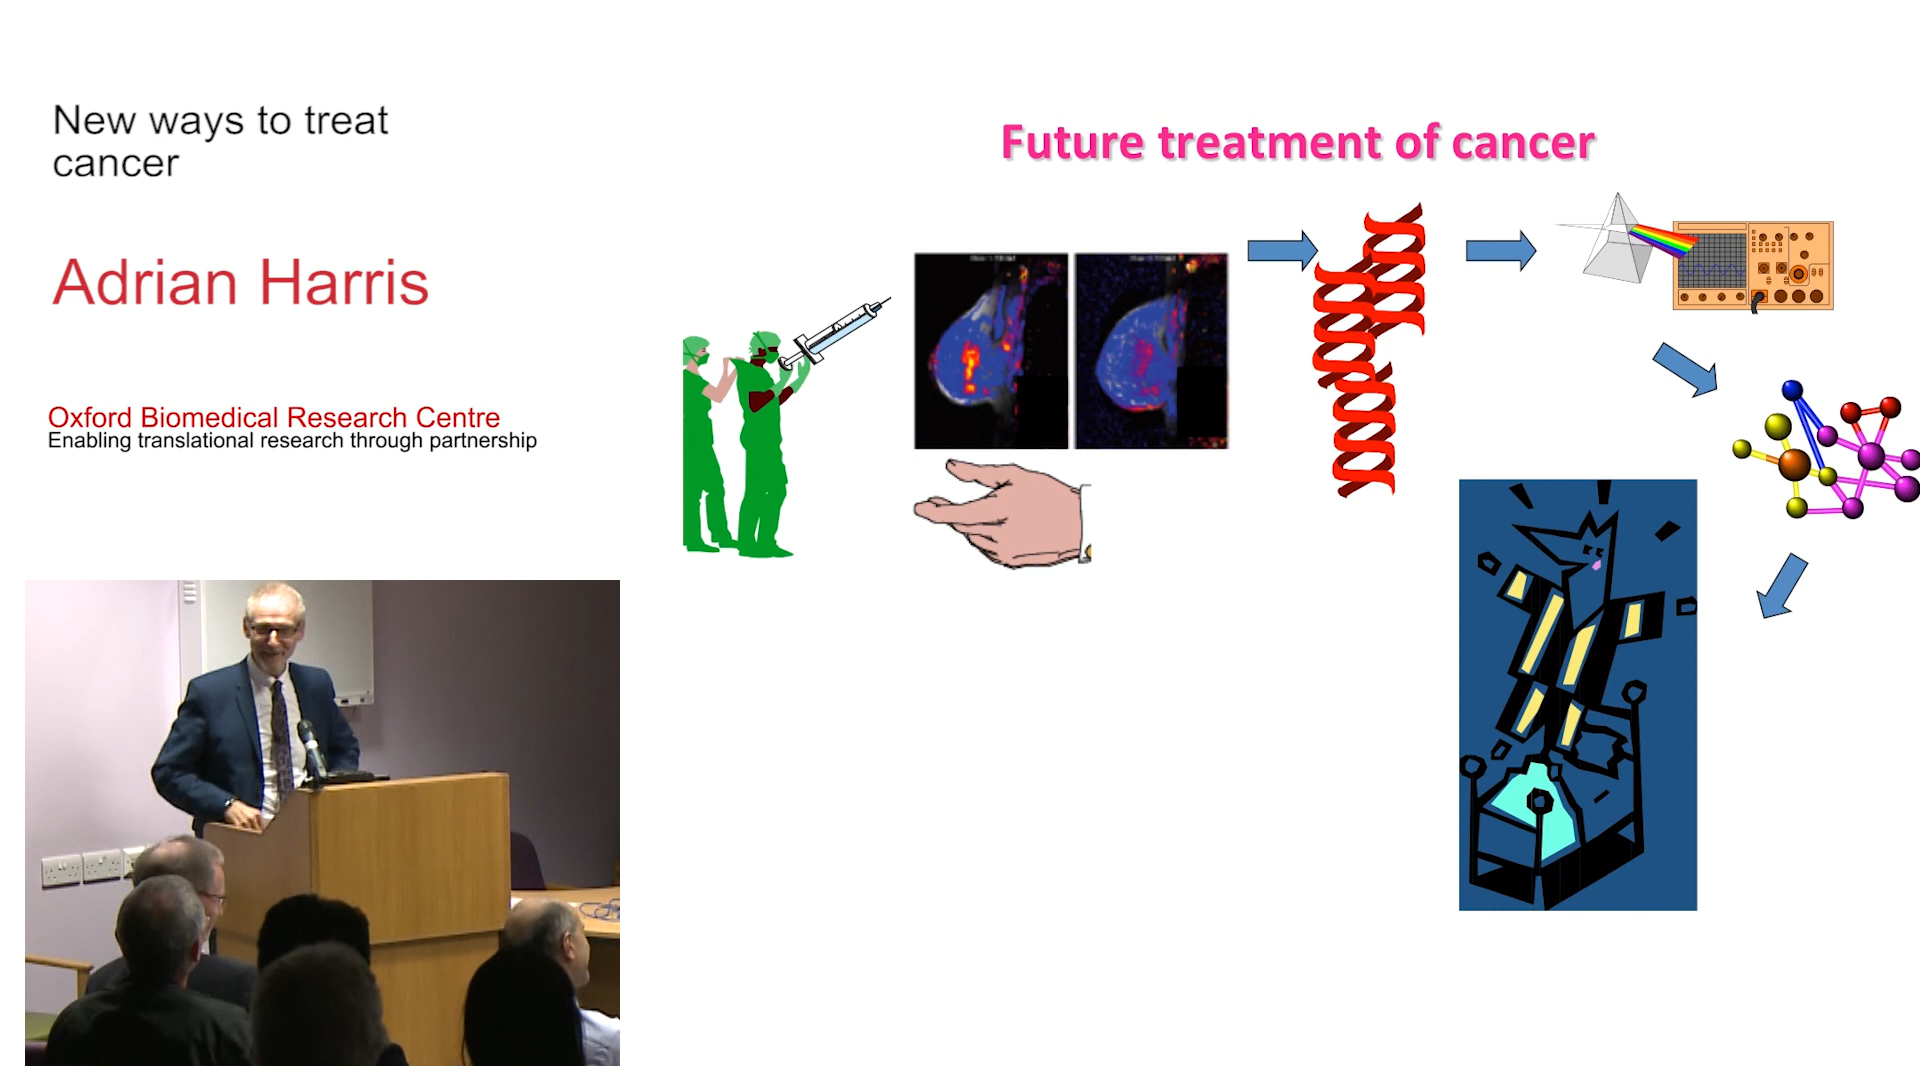 New ways to treat
cancer
Adrian Harris
Oxford Biomedical Research Centre
Enabling translational research through partnership
Future treatment of cancer